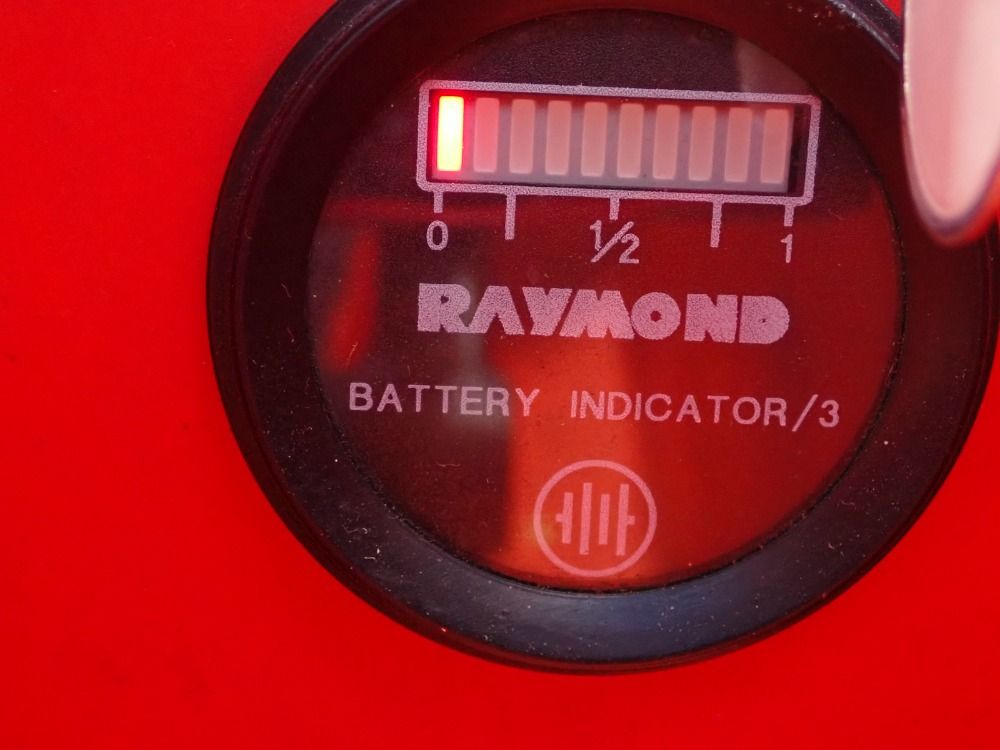 0 1/2 1
RAYMOND
BATTERY INDICATOR/3